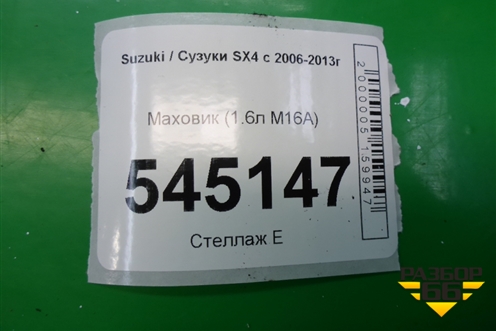 Suzuki / Сузуки SX4 с 2006-2013г
Маховик (1.6л M16A)
545147
Стеллаж Е
2000005159947
РАЗБОР
66